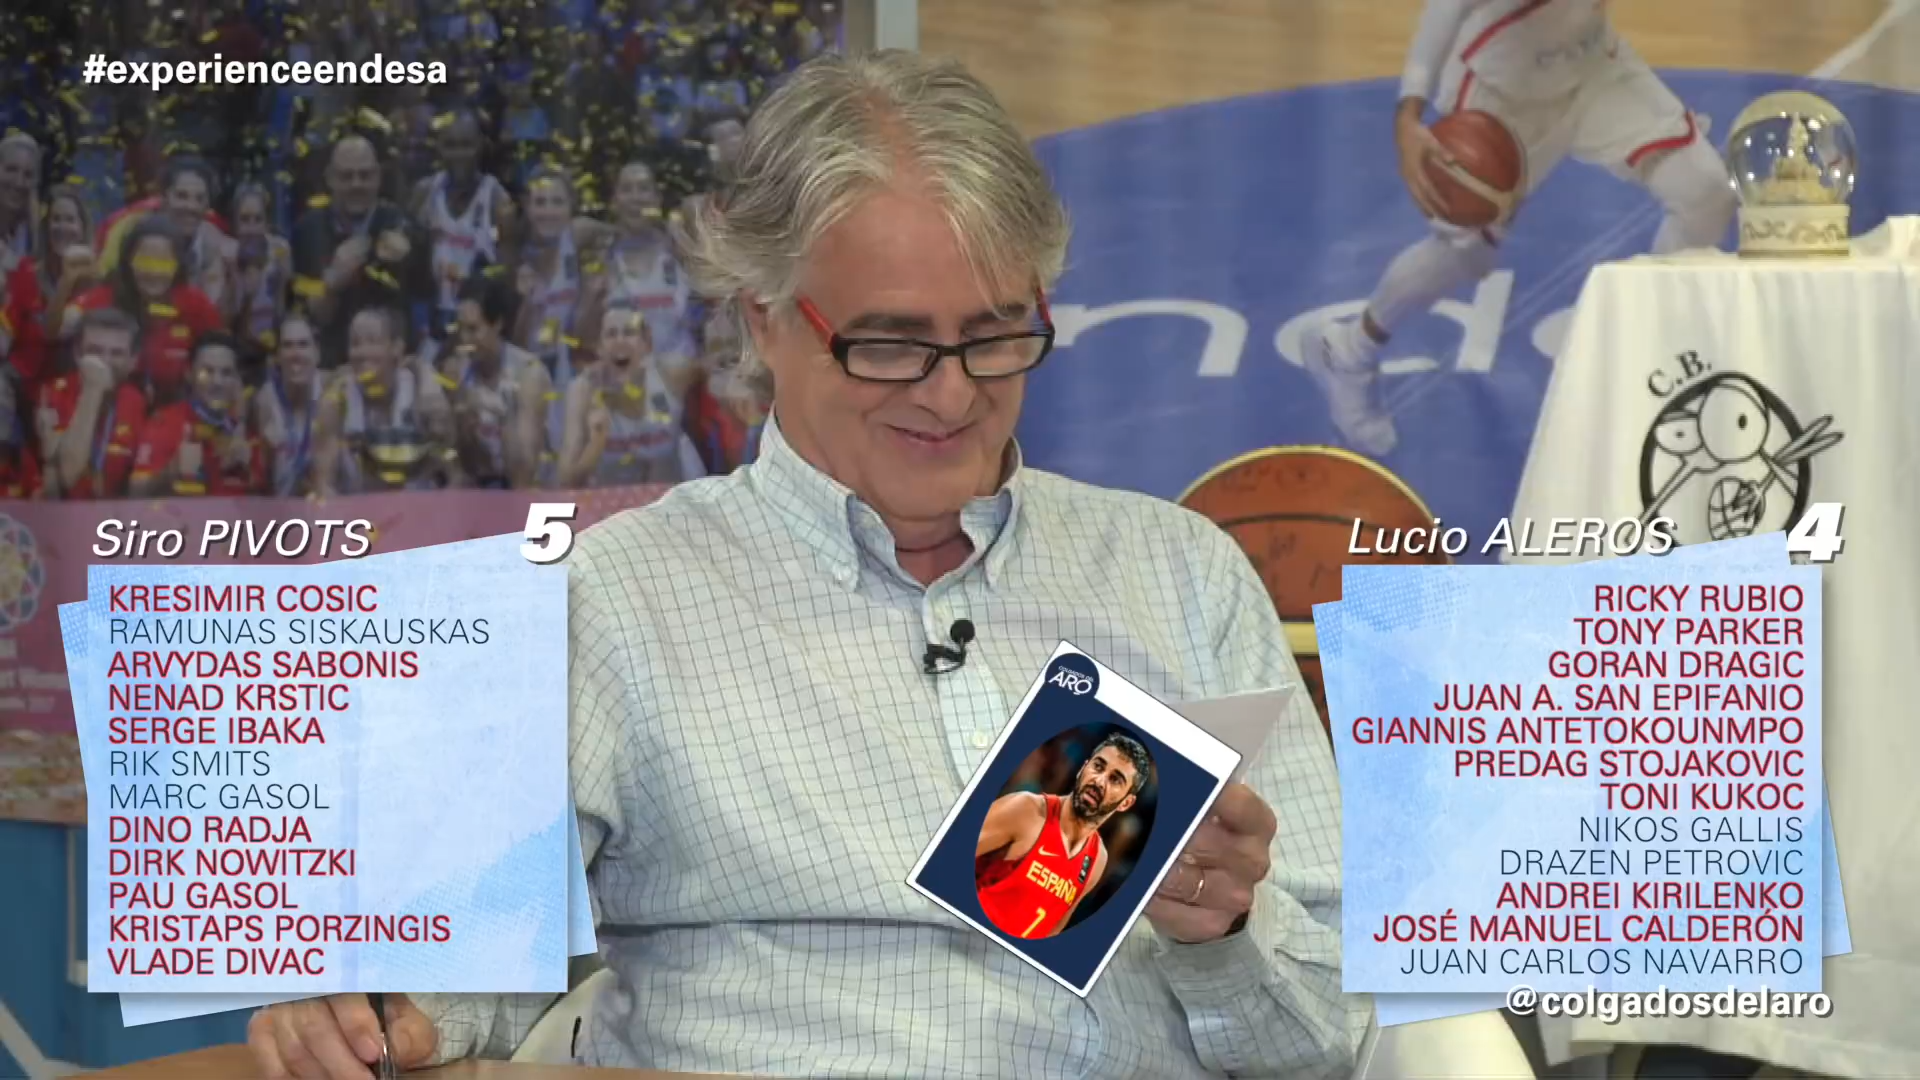 #experienceendesa
C.B.
Siro PIVOTS 5
KRESIMIR COSIC
RAMUNAS SISKAUSKAS
ARVYDAS SABONIS
NENAD KRSTIC
SERGE IBAKA
RIK SMITS
MARC GASOL
DINO RADJA
DIRK NOWITZKI
PAU GASOL
KRISTAPS PORZINGIS
VLADE DIVAC
COLGADOS DEL
ARO
ESPAÑA
7
Lucio ALEROS 4
RICKY RUBIO
TONY PARKER
GORAN DRAGIC
JUAN A. SAN EPIFANIO
GIANNIS ANTETOKOUNMPO
PREDAG STOJAKOVIC
TONI KUKOC
NIKOS GALLIS
DRAZEN PETROVIC
ANDREI KIRILENKO
JOSÉ MANUEL CALDERÓN
JUAN CARLOS NAVARRO
@colgadosdelaro